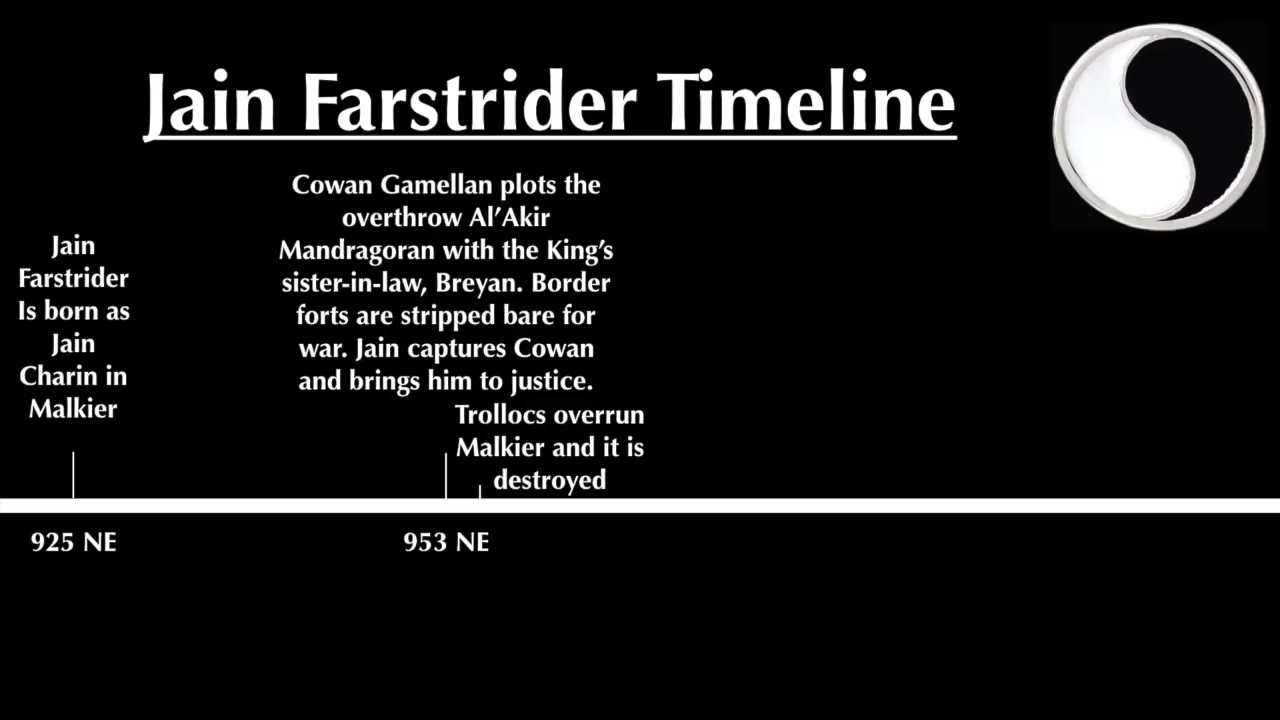 Jain Farstrider Timeline
Jain
Farstrider
Is born as
Jain
Charin in
Malkier
Cowan Gamellan plots the
overthrow Al’Akir
Mandragoran with the King’s
sister-in-law, Breyan. Border
forts are stripped bare for
war. Jain captures Cowan
and brings him to justice.
Trollocs overrun
Malkier and it is
destroyed
925 NE
953 NE